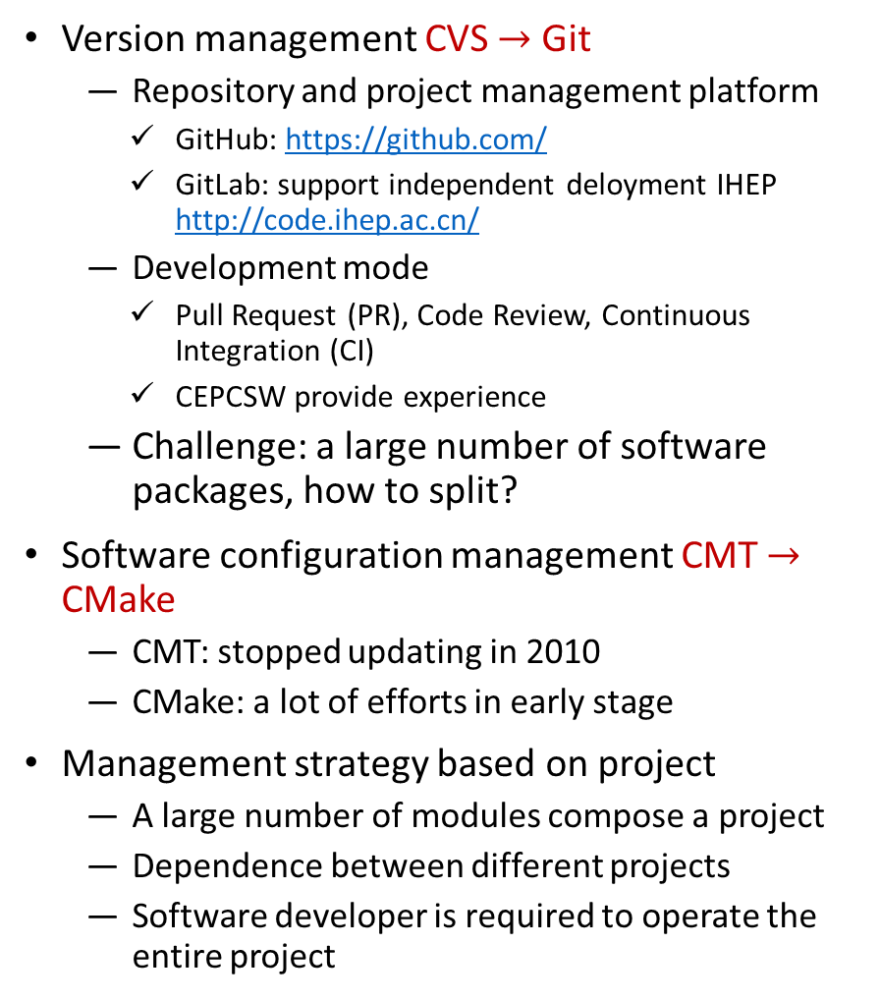 • Version management CVS → Git
— Repository and project management platform
✓ GitHub: https://github.com/
✓ GitLab: support independent deloyment IHEP
http://code.ihep.ac.cn/
— Development mode
✓ Pull Request (PR), Code Review, Continuous
Integration (CI)
✓ CEPCSW provide experience
— Challenge: a large number of software
packages, how to split?
• Software configuration management CMT →
CMake
— CMT: stopped updating in 2010
— CMake: a lot of efforts in early stage
• Management strategy based on project
— A large number of modules compose a project
— Dependence between different projects
— Software developer is required to operate the
entire project